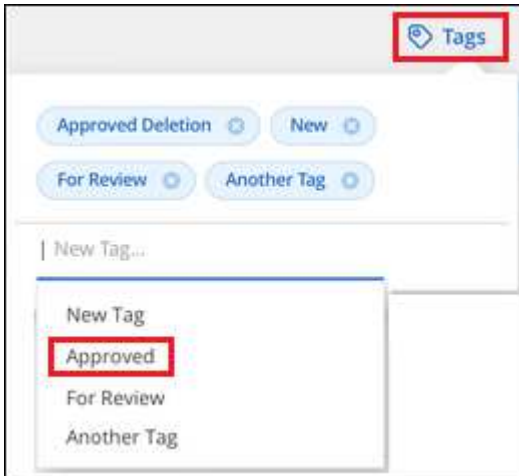 Tags
Approved Deletion New
For Review Another Tag
New Tag...
New Tag
Approved
For Review
Another Tag